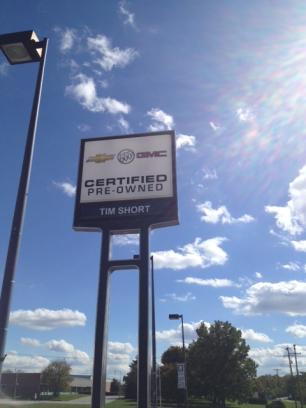 GMC
CERTIFIED
PRE-OWNED
TIM SHORT